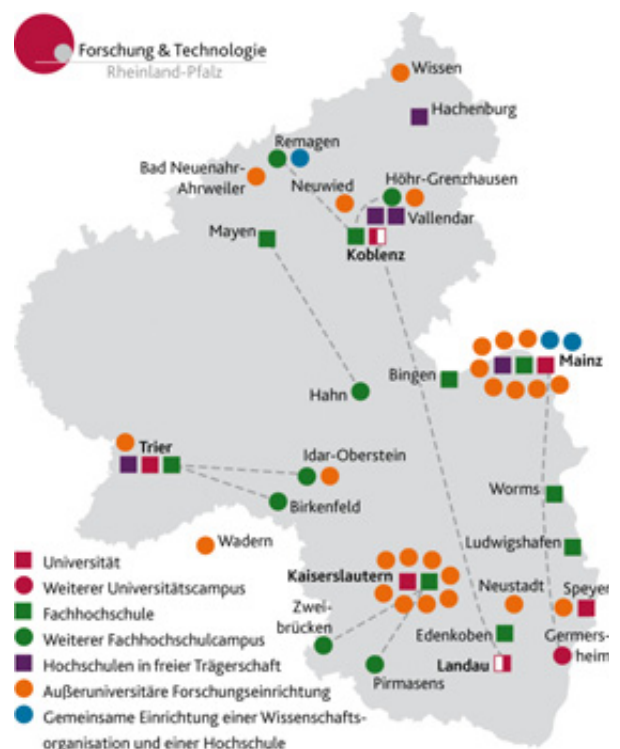 Forschung & Technologie
Rheinland-Pfalz
Wissen
Hachenburg
Remagen
Bad Neuenahr-
Ahrweiler
Neuwied
Höhr-Grenzhausen
Vallendar
Mayen
Koblenz
Mainz
Bingen
Hahn
Trier
Idar-Oberstein
Birkenfeld
Worms
Wadern
Ludwigshafen
Kaiserslautern
Neustadt
Speyer
Zwei-
brücken
Edenkoben
Germers-
heim
Landau
Pirmasens
Universität
Weiterer Universitätscampus
Fachhochschule
Weiterer Fachhochschulcampus
Hochschulen in freier Trägerschaft
Außeruniversitäre Forschungseinrichtung
Gemeinsame Einrichtung einer Wissenschafts-
organisation und einer Hochschule